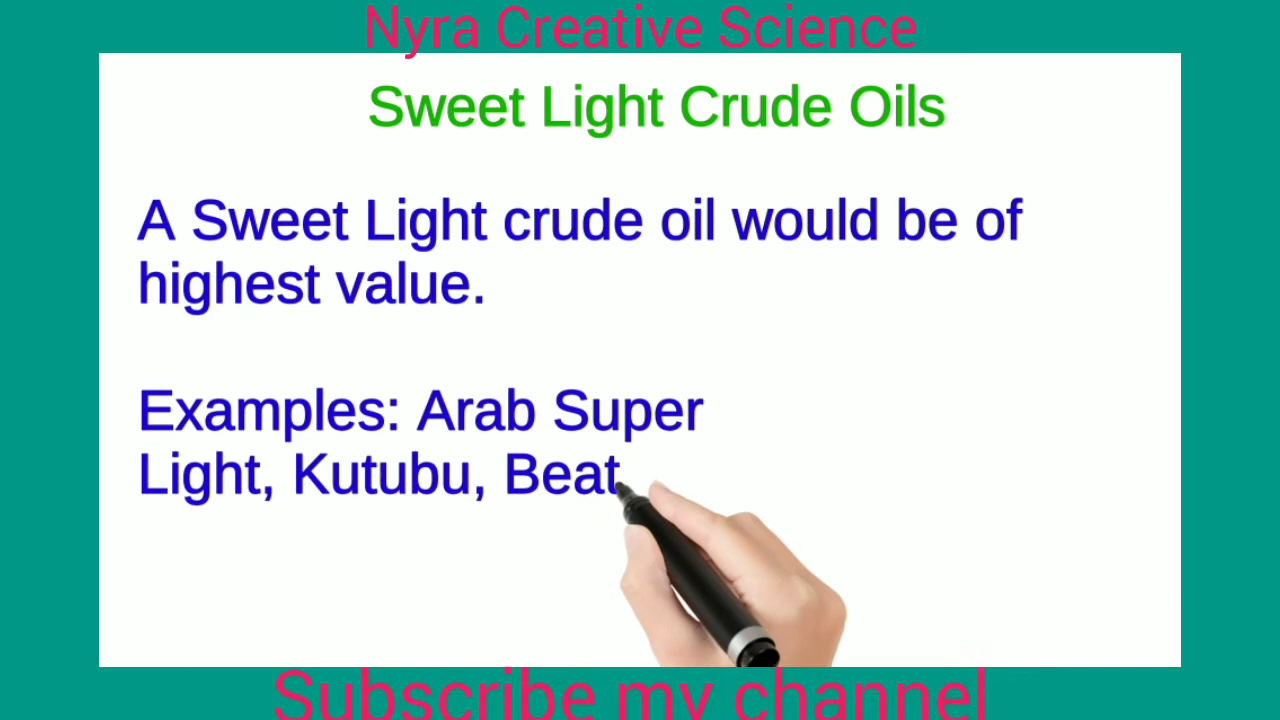 Nyra Creative Science
Sweet Light Crude Oils
A Sweet Light crude oil would be of
highest value.
Examples: Arab Super
Light, Kutubu, Beat
Subscribe my channel